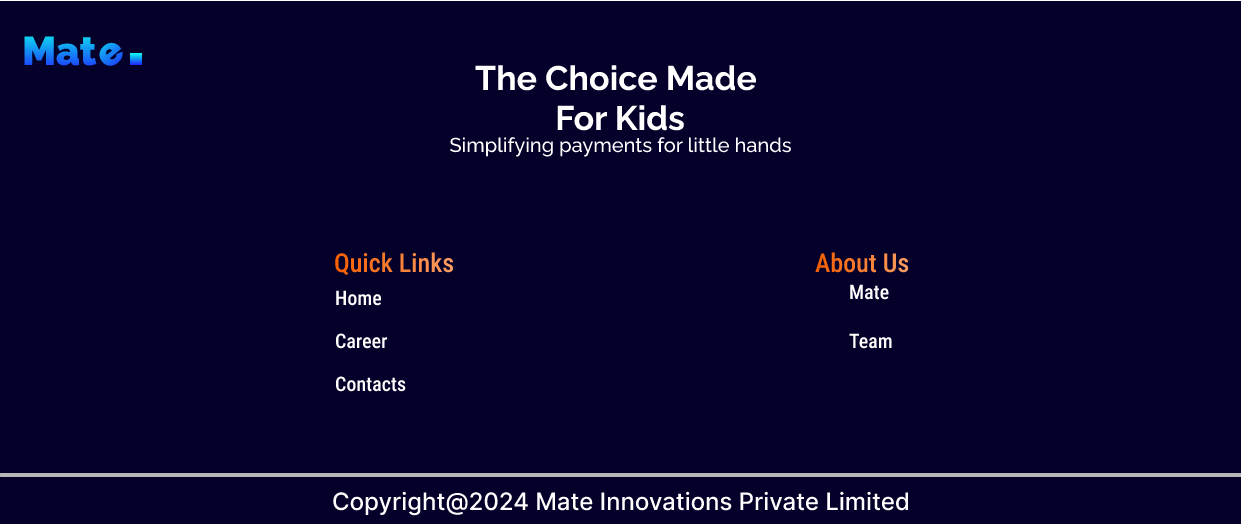 Mate.
The Choice Made
For Kids
Simplifying payments for little hands
Quick Links
Home
Career
Contacts
About Us
Mate
Team
Copyright@2024 Mate Innovations Private Limited